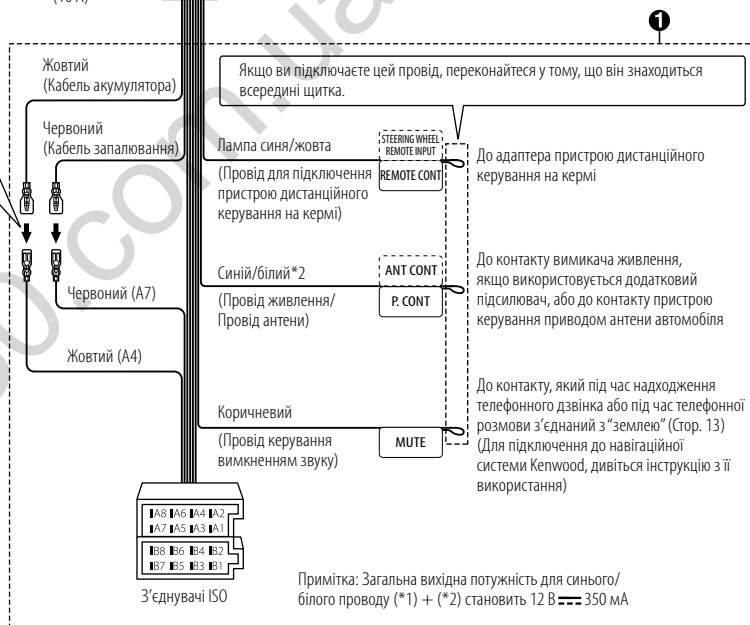 (10 A)
❶
Жовтий
(Кабель акумулятора)
Якщо ви підключаєте цей провід, переконайтеся у тому, що він знаходиться
всередині щитка.
Червоний
(Кабель запалювання)
Лампа синя/жовта
(Провід для підключення
пристрою дистанційного
керування на кермі)
STEERING WHEEL
REMOTE INPUT
REMOTE CONT
До адаптера пристрою дистанційного
керування на кермі
Синій/білий*2
(Провід живлення/
Провід антени)
ANT CONT
P. CONT
До контакту вимикача живлення,
якщо використовується додатковий
підсилювач, або до контакту пристрою
керування приводом антени автомобіля
Червоний (A7)
Жовтий (A4)
Коричневий
(Провід керування
вимкненням звуку)
MUTE
До контакту, який під час надходження
телефонного дзвінка або під час телефонної
розмови з’єднаний з “землею” (Стор. 13)
(Для підключення до навігаційної
системи Kenwood, дивіться інструкцію з її
використання)
A8 A6 A4 A2
A7 A5 A3 A1
B8 B6 B4 B2
B7 B5 B3 B1
З’єднувачі ISO
Примітка: Загальна вихідна потужність для синього/
білого проводу (*1) + (*2) становить 12 В ⎓ 350 мА